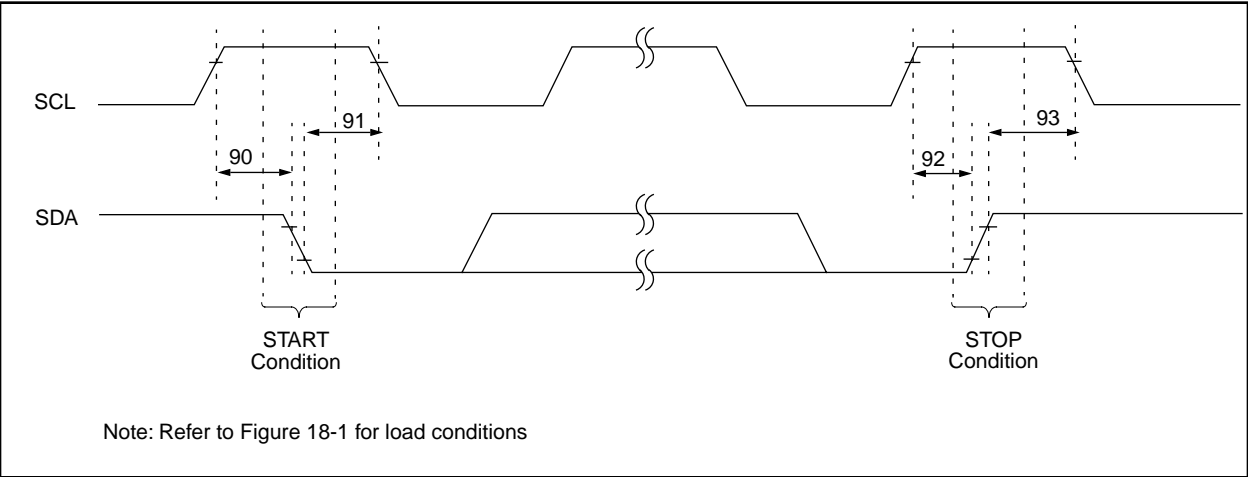 SCL
91
93
90
92
SDA
START
Condition
STOP
Condition
Note: Refer to Figure 18-1 for load conditions